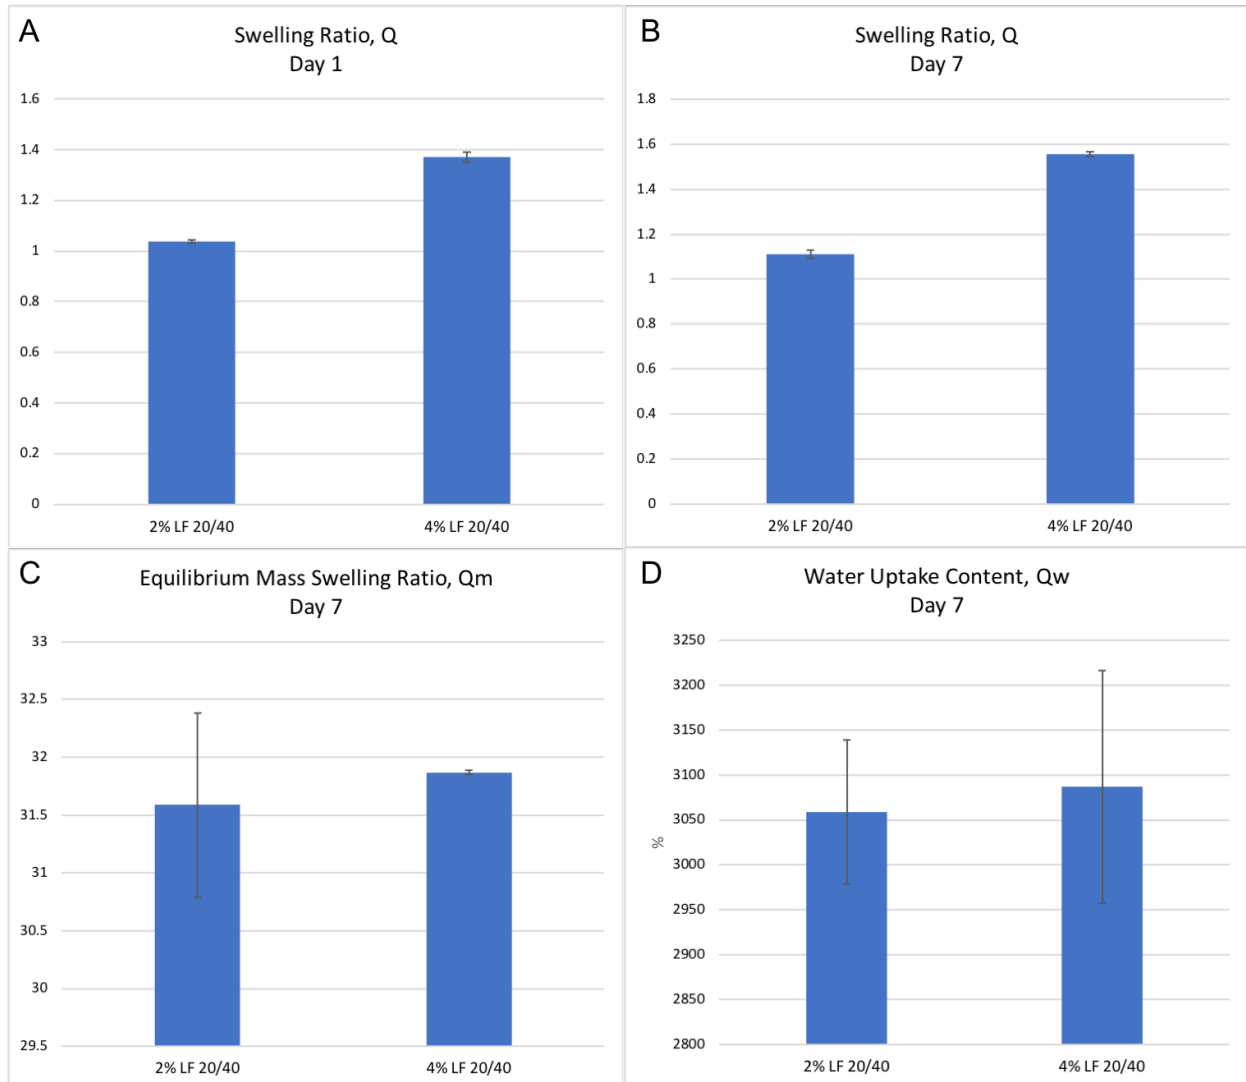 A
Swelling Ratio, Q
Day 1
1.6
1.4
1.2
1
0.8
0.6
0.4
0.2
0
2% LF 20/40
4% LF 20/40
B
Swelling Ratio, Q
Day 7
1.8
1.6
1.4
1.2
1
0.8
0.6
0.4
0.2
0
2% LF 20/40
4% LF 20/40
C
Equilibrium Mass Swelling Ratio, Qm
Day 7
33
32.5
32
31.5
31
30.5
30
29.5
2% LF 20/40
4% LF 20/40
D
Water Uptake Content, Qw
Day 7
3250
3200
3150
3100
3050
3000
2950
2900
2850
2800
%
2% LF 20/40
4% LF 20/40